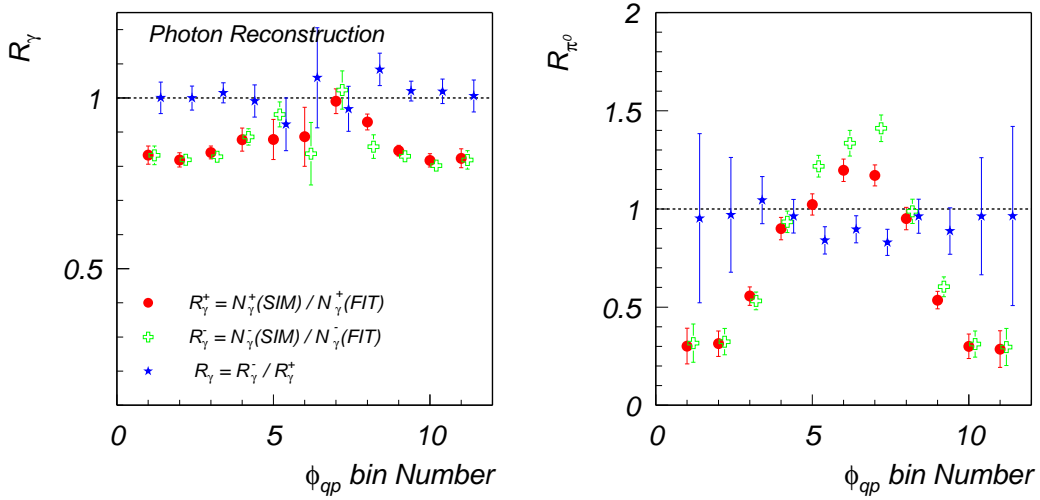 Photon Reconstruction
R_γ
1
0.5
R_γ^+ = N_γ^+(SIM) / N_γ^+(FIT)
R_γ^- = N_γ^-(SIM) / N_γ^-(FIT)
R_γ = R_γ^- / R_γ^+
0 5 10
ϕ_qp bin Number
R_π⁰
2
1.5
1
0.5
0
0 5 10
ϕ_qp bin Number